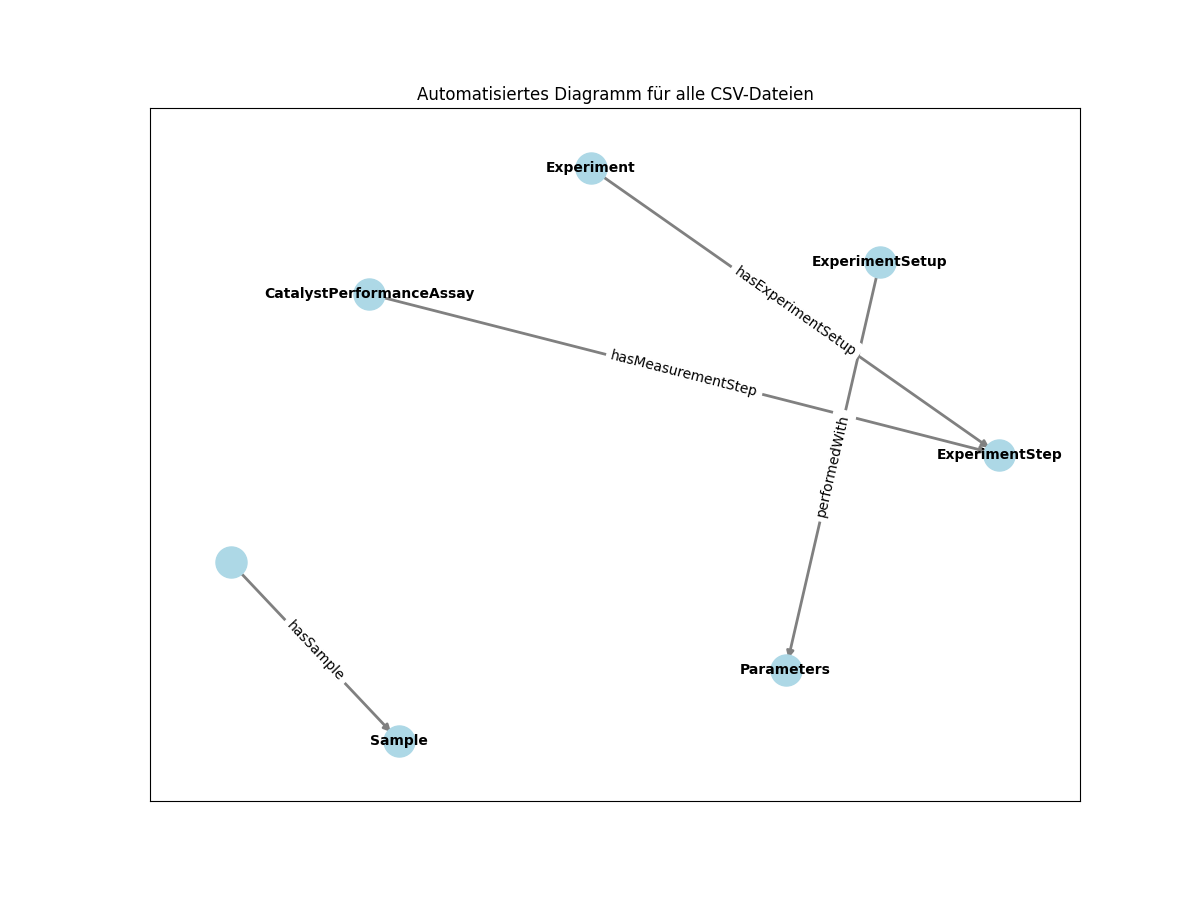 Automatisiertes Diagramm für alle CSV-Dateien
Experiment
ExperimentSetup
hasExperimentSetup
CatalystPerformanceAssay
hasMeasurementStep
performedWith
ExperimentStep
hasSample
Parameters
Sample